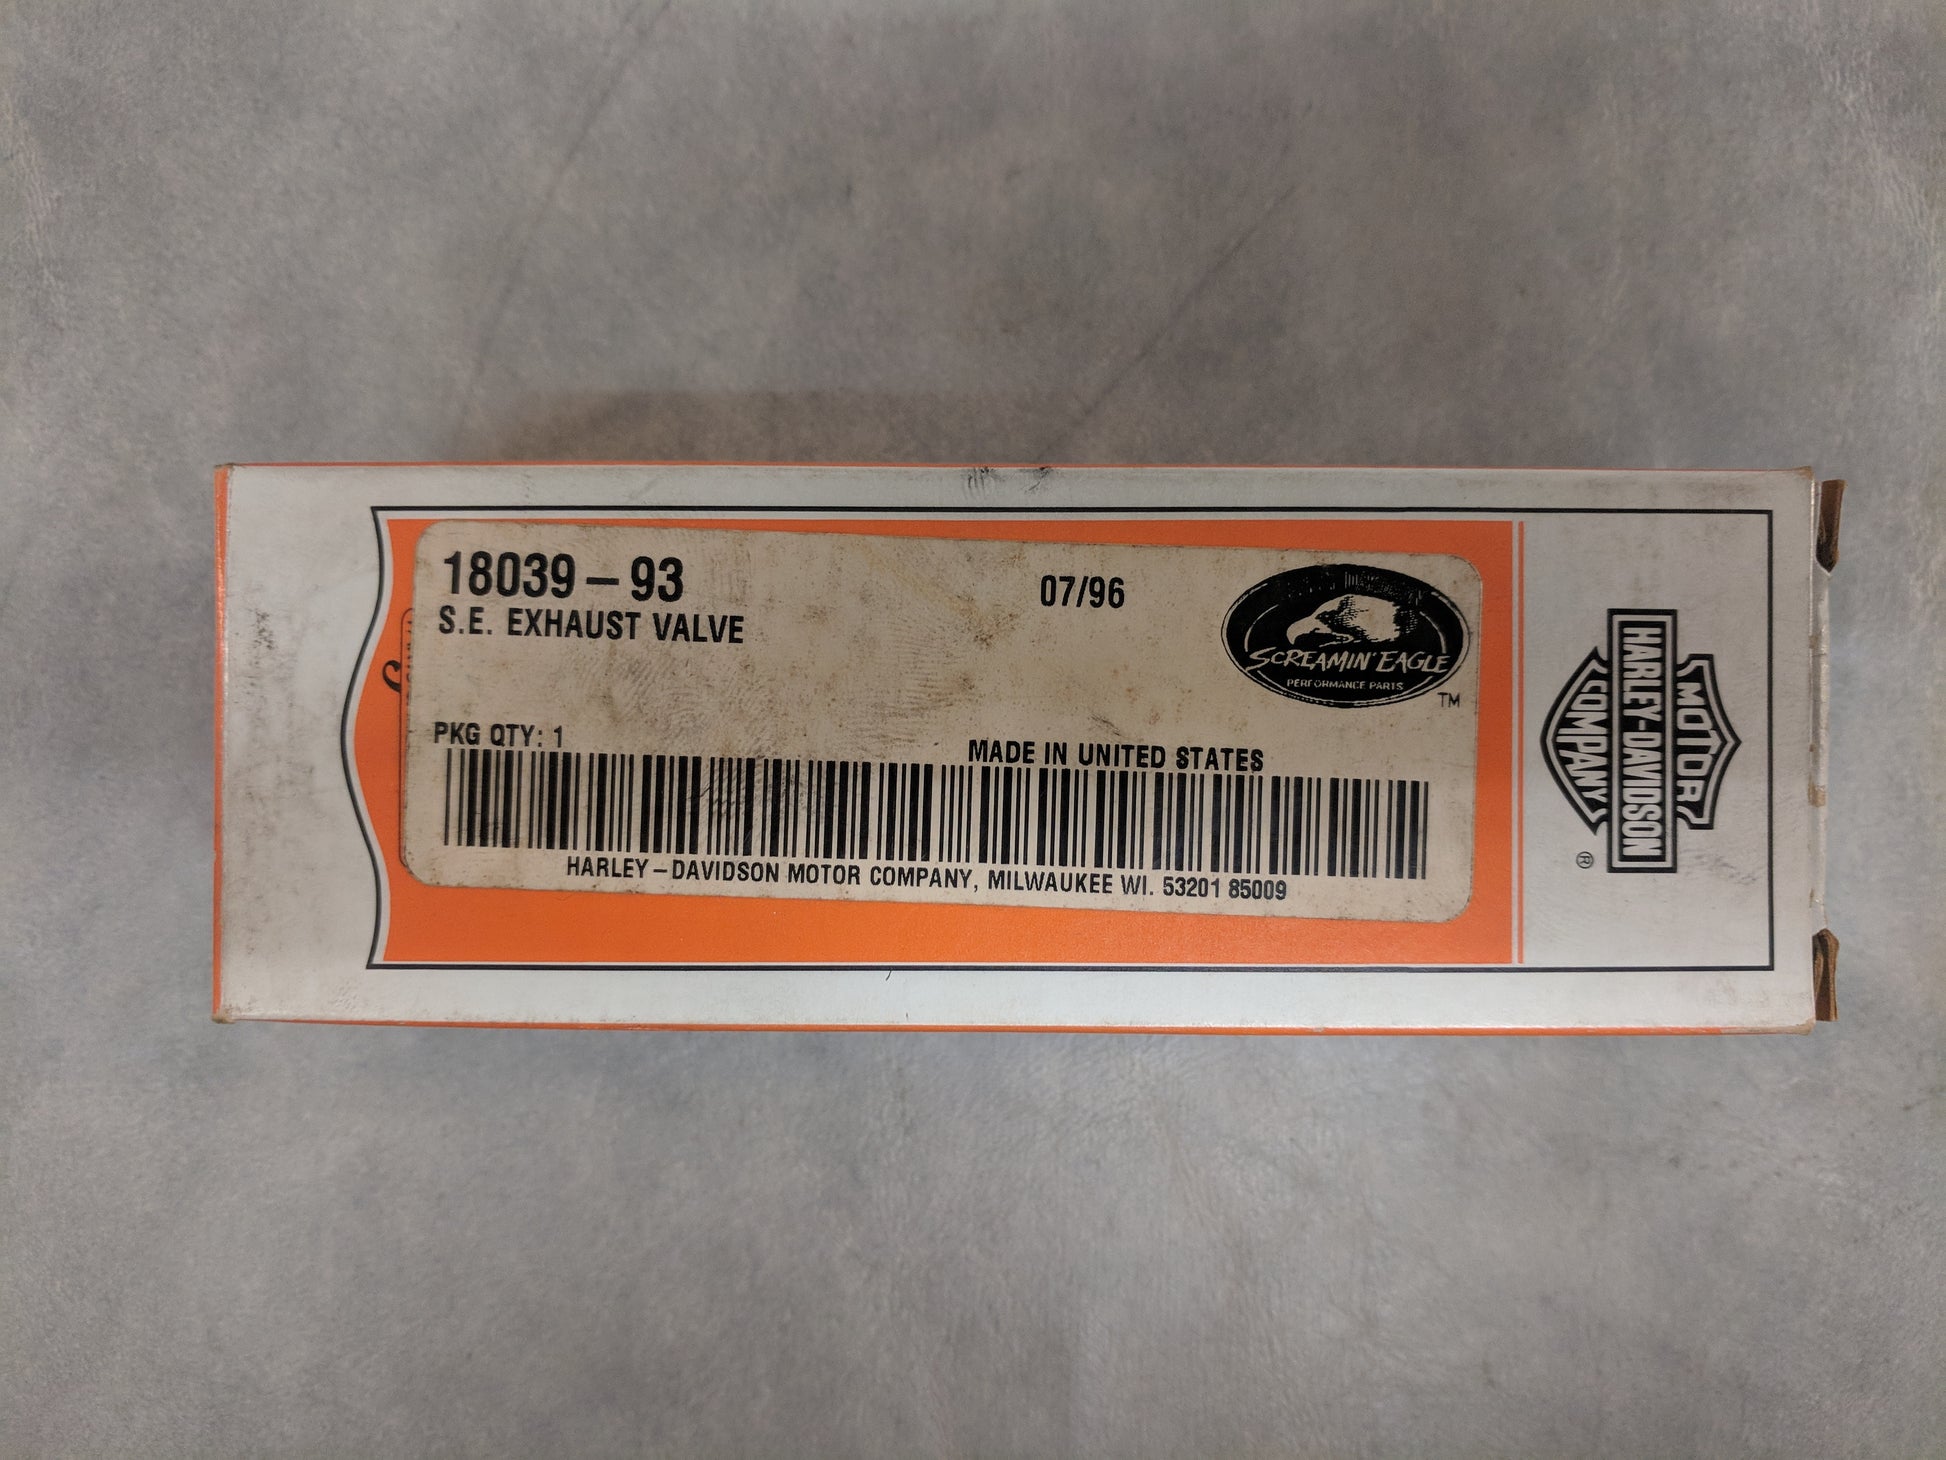 18039-93
07/96
S.E. EXHAUST VALVE
SCREAMIN' EAGLE
PERFORMANCE PARTS
TM
PKG QTY: 1
MADE IN UNITED STATES
HARLEY-DAVIDSON MOTOR COMPANY, MILWAUKEE WI. 53201 85009
MOTOR
HARLEY-DAVIDSON
COMPANY
®